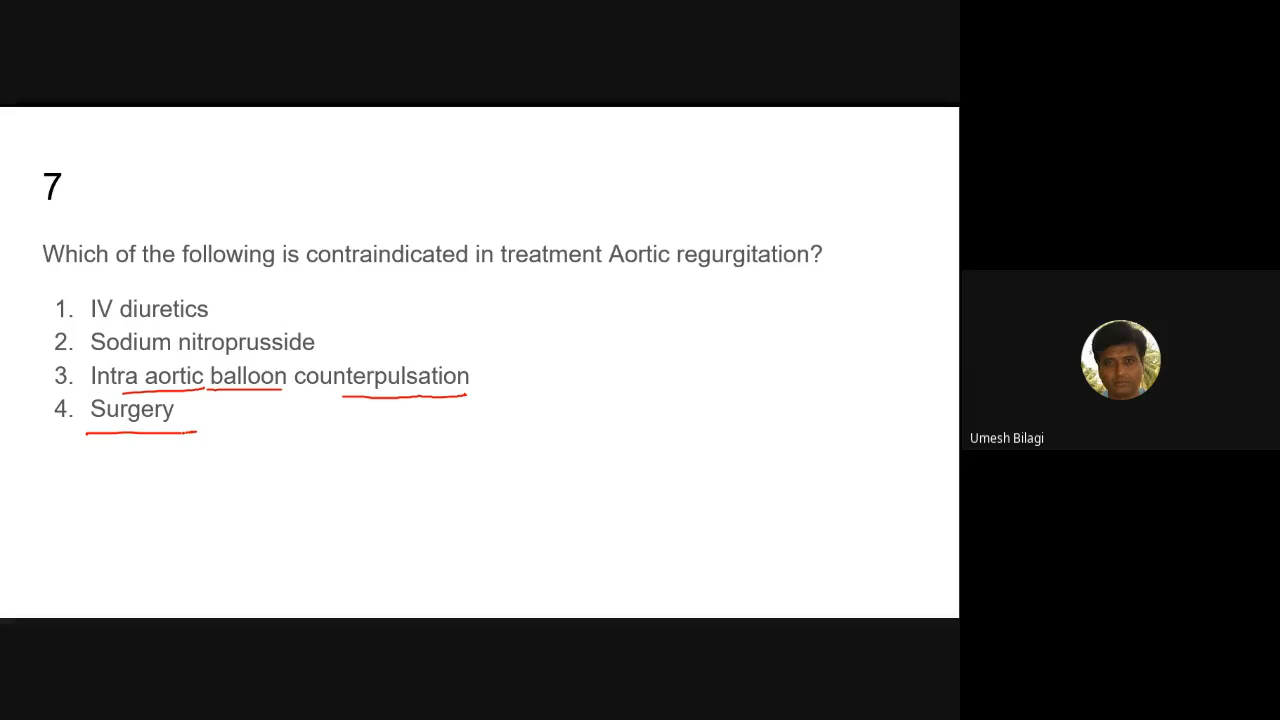 7
Which of the following is contraindicated in treatment Aortic regurgitation?
1. IV diuretics
2. Sodium nitroprusside
3. Intra aortic balloon counterpulsation
4. Surgery
Umesh Bilagi